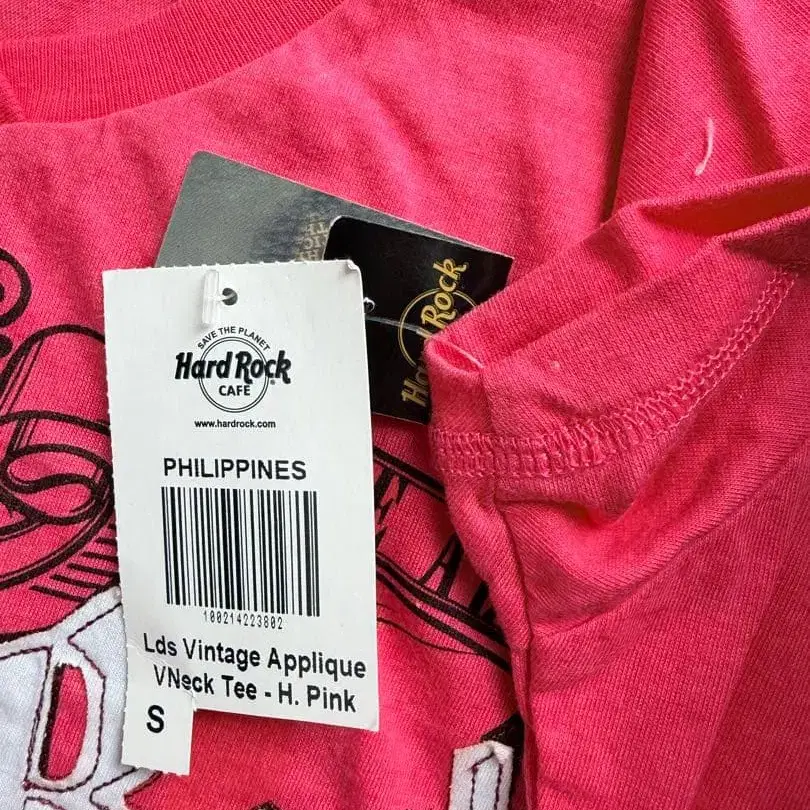 SAVE THE PLANET
Hard Rock
CAFE
www.hardrock.com
PHILIPPINES
100214223802
Lds Vintage Applique
VNeck Tee - H. Pink
S
Hard Rock